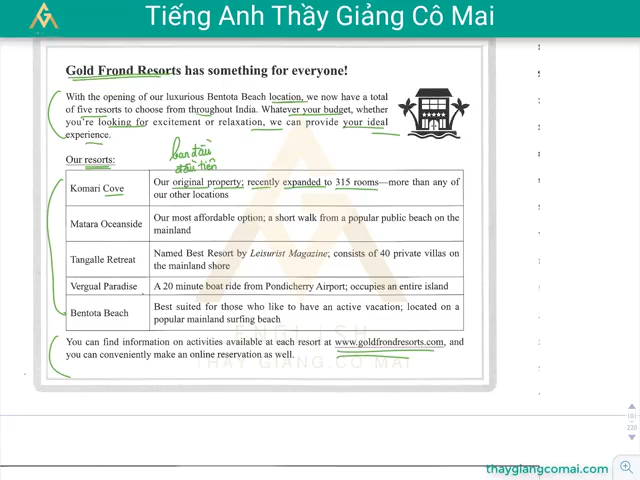 Tiếng Anh Thầy Giảng Cô Mai
Gold Frond Resorts has something for everyone!
With the opening of our luxurious Bentota Beach location, we now have a total
of five resorts to choose from throughout India. Whatever your budget, whether
you're looking for excitement or relaxation, we can provide your ideal
experience.
ban đầu
đầu tiên
Our resorts:
Komari Cove
Our original property; recently expanded to 315 rooms—more than any of
our other locations
Matara Oceanside
Our most affordable option; a short walk from a popular public beach on the
mainland
Tangalle Retreat
Named Best Resort by Leisurist Magazine; consists of 40 private villas on
the mainland shore
Vergual Paradise
A 20 minute boat ride from Pondicherry Airport; occupies an entire island
Bentota Beach
Best suited for those who like to have an active vacation; located on a
popular mainland surfing beach
ENGLISH
You can find information on activities available at each resort at www.goldfrondresorts.com, and
you can conveniently make an online reservation as well.
THAY GIANG.CO MAI
220
thaygiangcomai.com